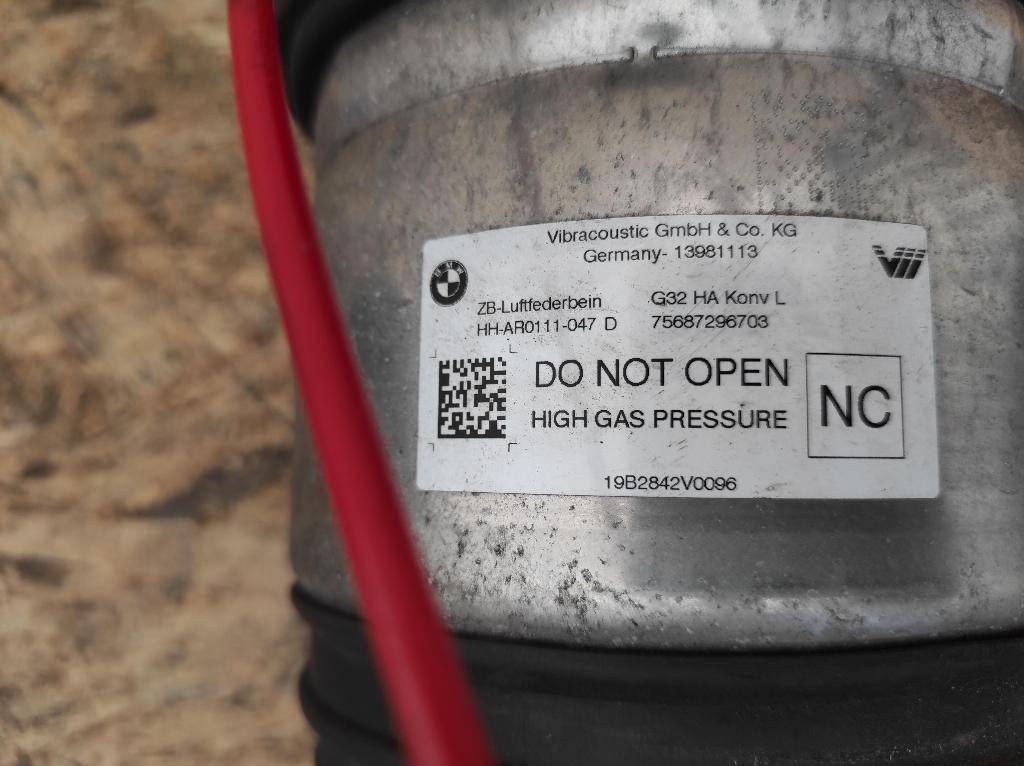 Vibracoustic GmbH & Co. KG
Germany- 13981113
BMW
ZB-Luftfederbein G32 HA Konv L
HH-AR0111-047 D 75687296703
DO NOT OPEN
HIGH GAS PRESSURE
NC
19B2842V0096